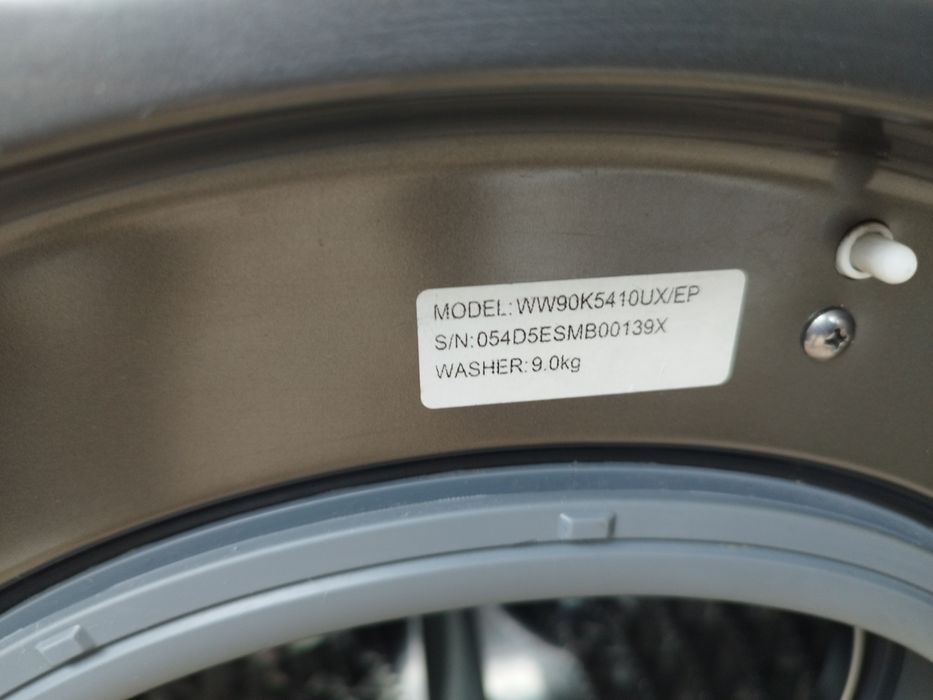 MODEL: WW90K5410UX/EP
S/N: 054D5ESMB00139X
WASHER: 9.0kg